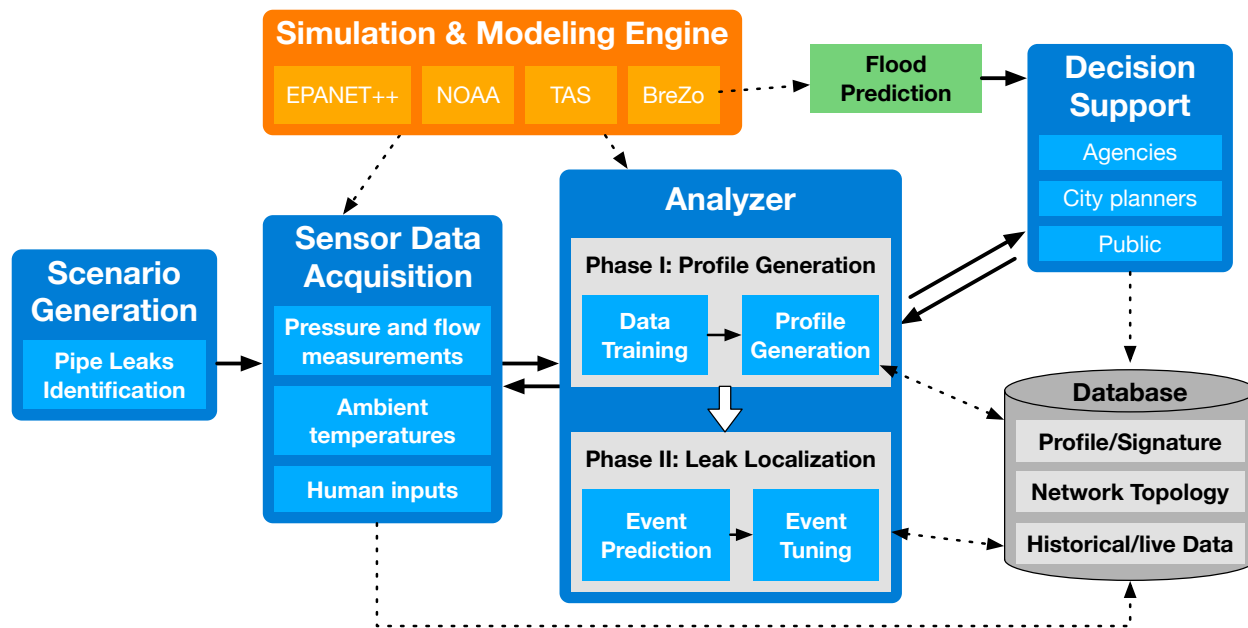 Simulation & Modeling Engine
EPANET++
NOAA
TAS
BreZo
Flood
Prediction
Decision
Support
Agencies
City planners
Public
Scenario
Generation
Pipe Leaks
Identification
Sensor Data
Acquisition
Pressure and flow
measurements
Ambient
temperatures
Human inputs
Analyzer
Phase I: Profile Generation
Data
Training
Profile
Generation
Phase II: Leak Localization
Event
Prediction
Event
Tuning
Database
Profile/Signature
Network Topology
Historical/live Data